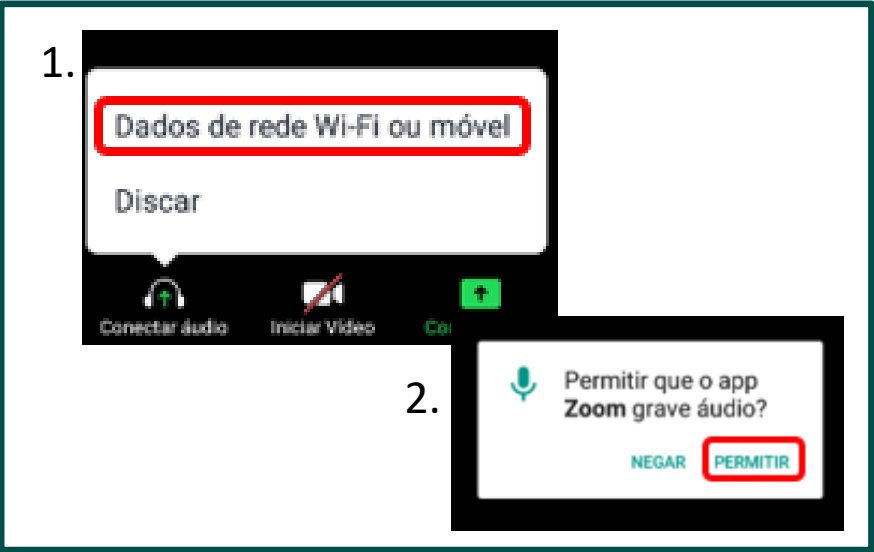 1.
Dados de rede Wi-Fi ou móvel
Discar
Conectar áudio
Iniciar Vídeo
2.
Permitir que o app
Zoom grave áudio?
NEGAR
PERMITIR